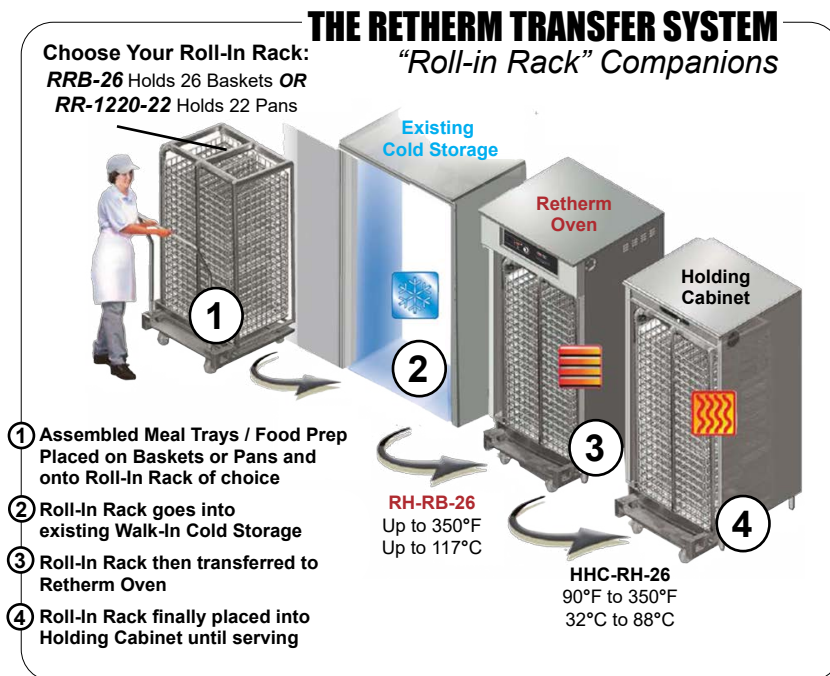 THE RETHERM TRANSFER SYSTEM
“Roll-in Rack” Companions
Choose Your Roll-In Rack:
RRB-26 Holds 26 Baskets OR
RR-1220-22 Holds 22 Pans
Existing
Cold Storage
Retherm
Oven
Holding
Cabinet
1
2
3
4
1 Assembled Meal Trays / Food Prep
Placed on Baskets or Pans and
onto Roll-In Rack of choice
2 Roll-In Rack goes into
existing Walk-In Cold Storage
3 Roll-In Rack then transferred to
Retherm Oven
4 Roll-In Rack finally placed into
Holding Cabinet until serving
RH-RB-26
Up to 350°F
Up to 117°C
HHC-RH-26
90°F to 350°F
32°C to 88°C